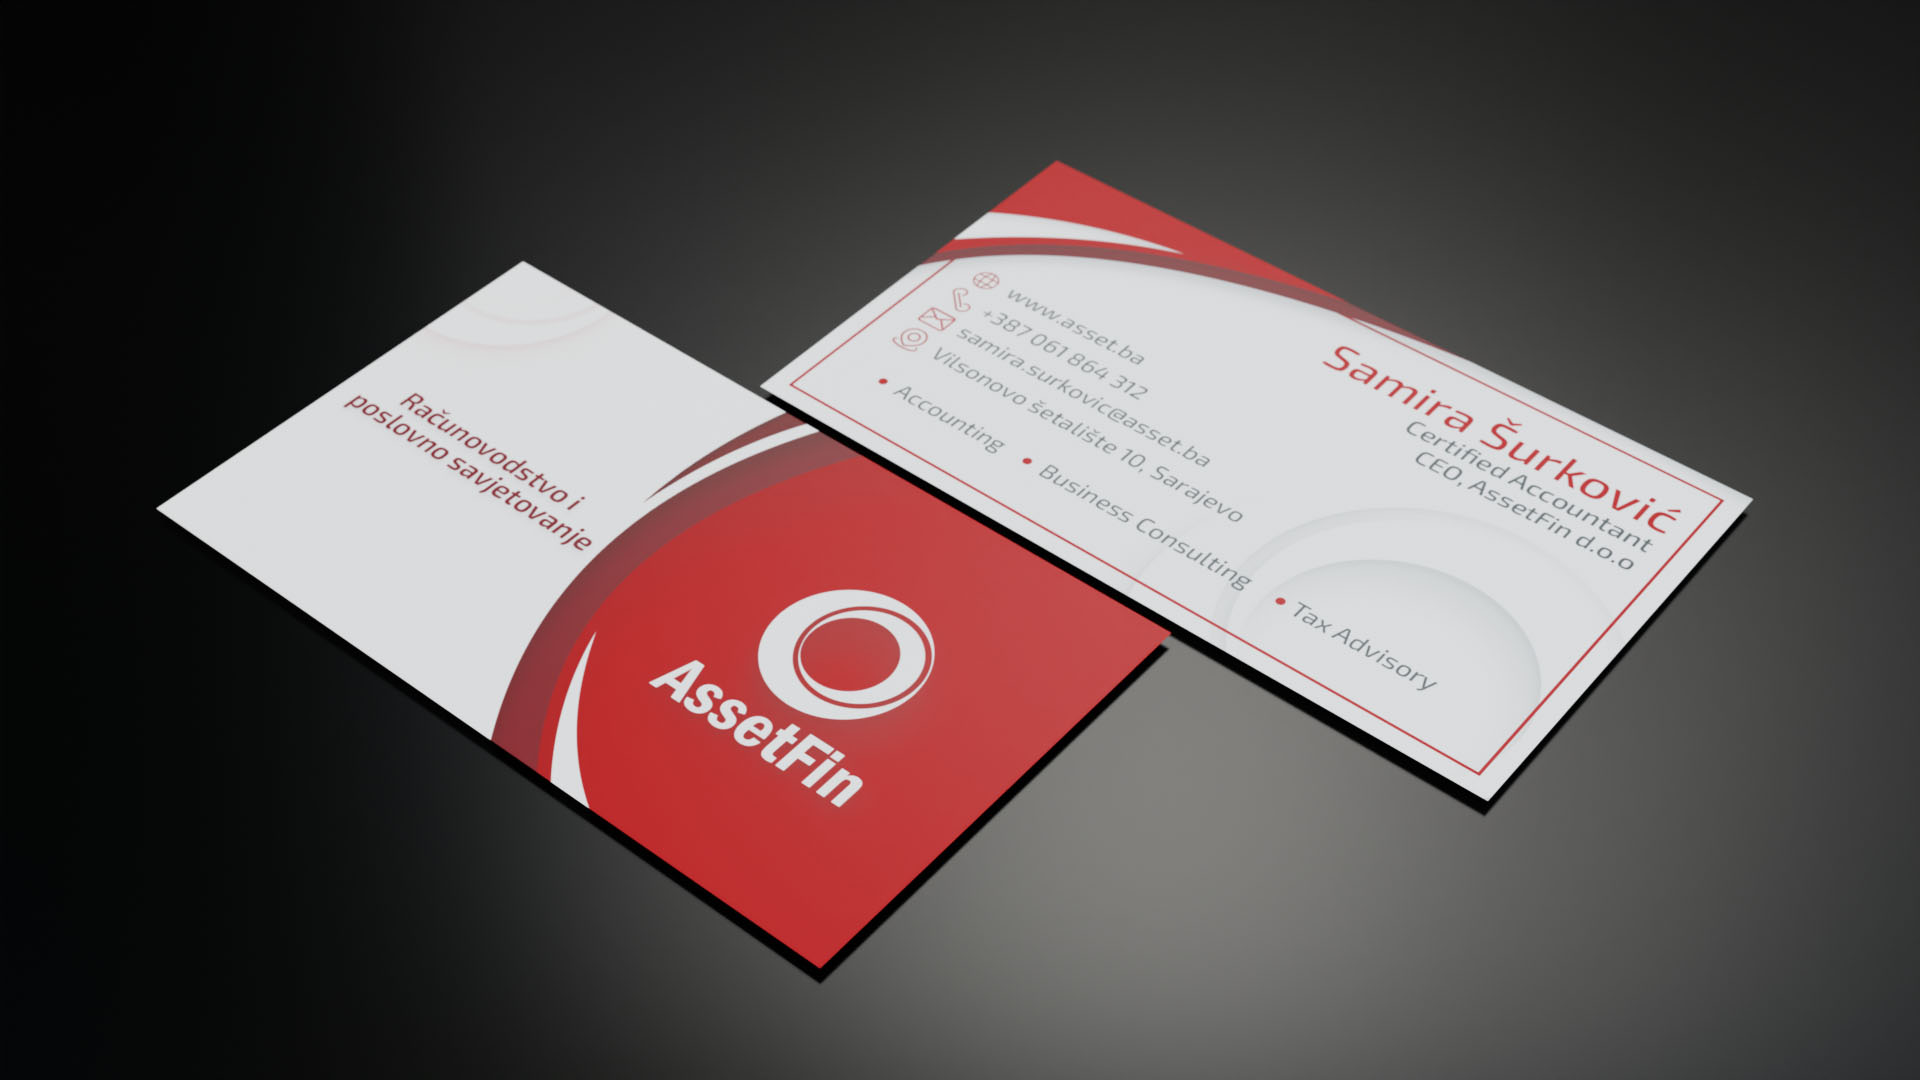 Računovodstvo i
poslovno savjetovanje
AssetFin
www.asset.ba
+387 061 864 312
samira.surkovic@asset.ba
Vilsonovo šetalište 10, Sarajevo
• Accounting • Business Consulting • Tax Advisory
Samira Šurković
Certified Accountant
CEO, AssetFin d.o.o